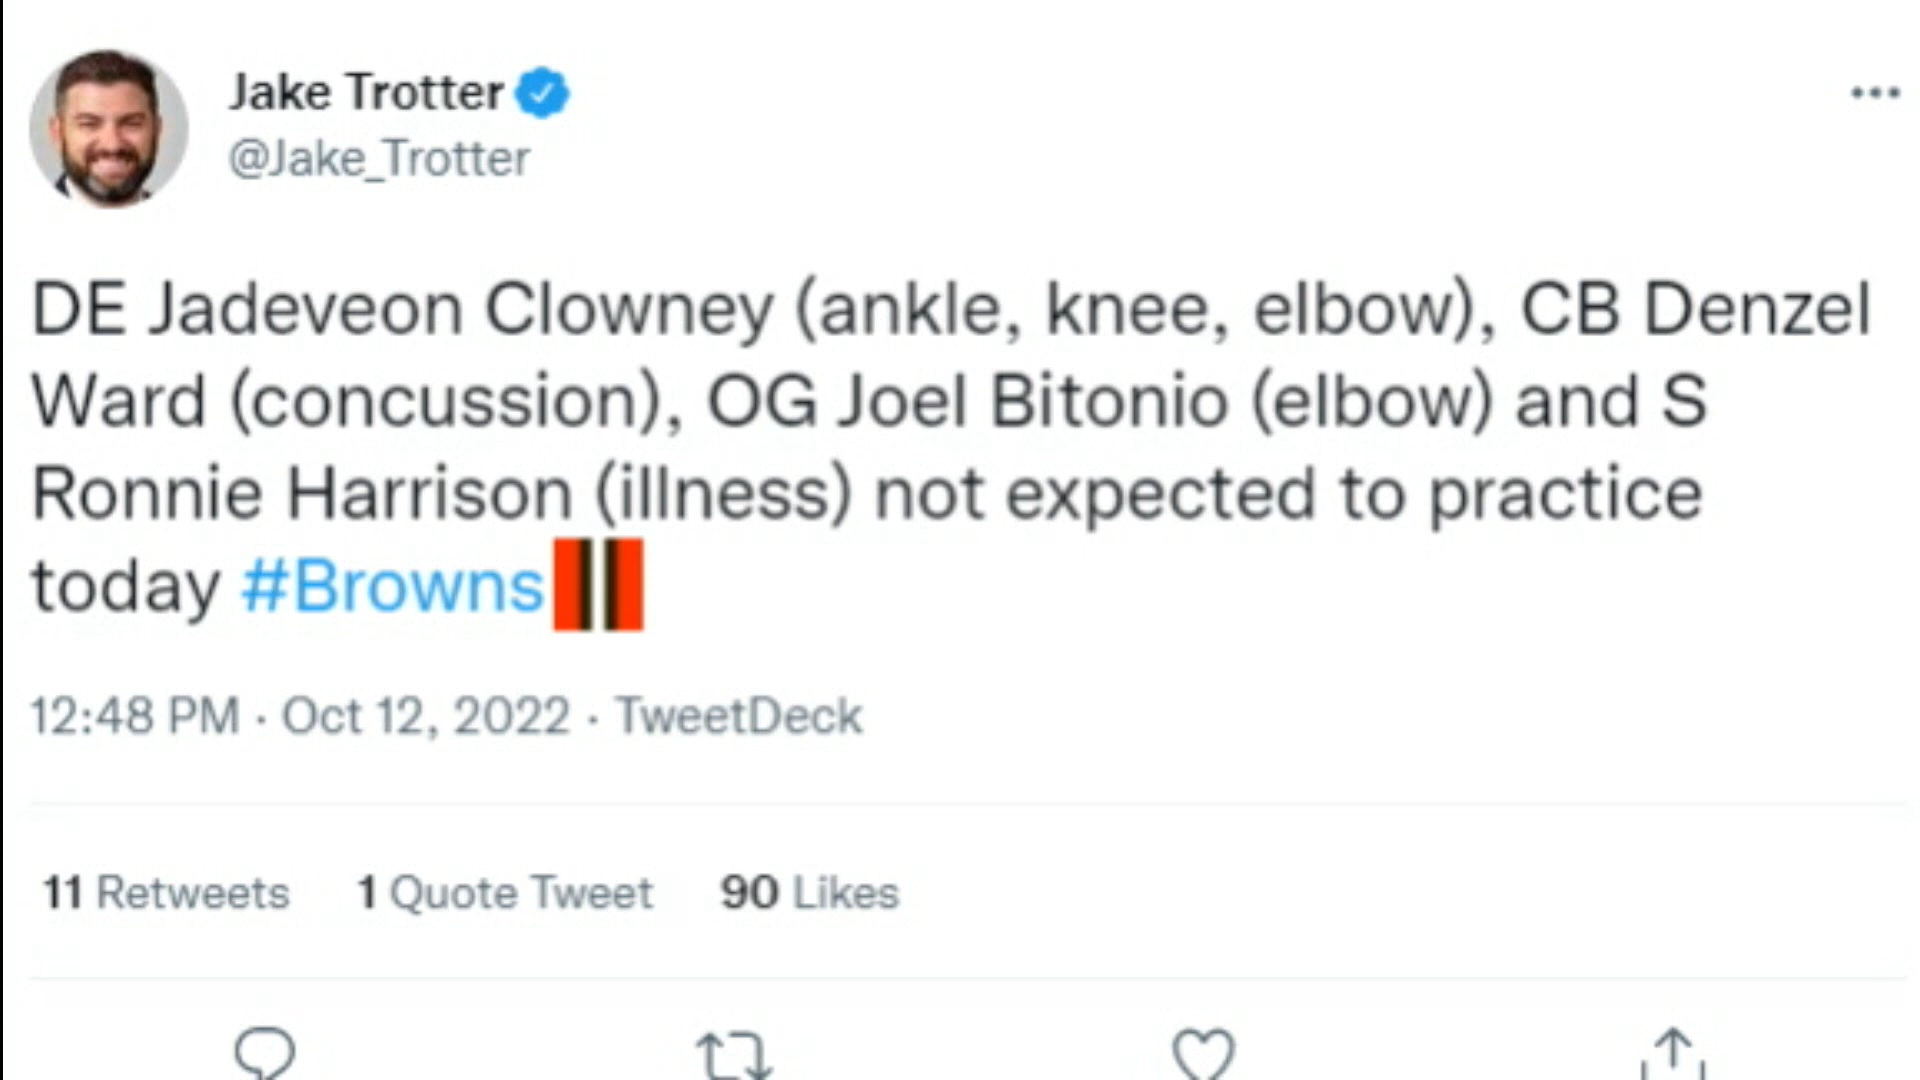 Jake Trotter
@Jake_Trotter
DE Jadeveon Clowney (ankle, knee, elbow), CB Denzel
Ward (concussion), OG Joel Bitonio (elbow) and S
Ronnie Harrison (illness) not expected to practice
today #Browns
12:48 PM · Oct 12, 2022 · TweetDeck
11 Retweets 1 Quote Tweet 90 Likes